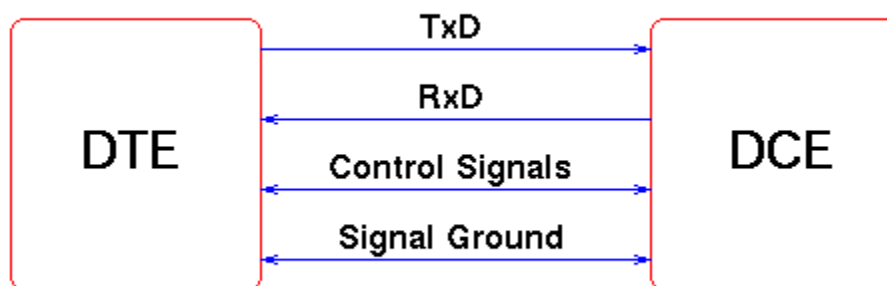 TxD
RxD
DTE
DCE
Control Signals
Signal Ground